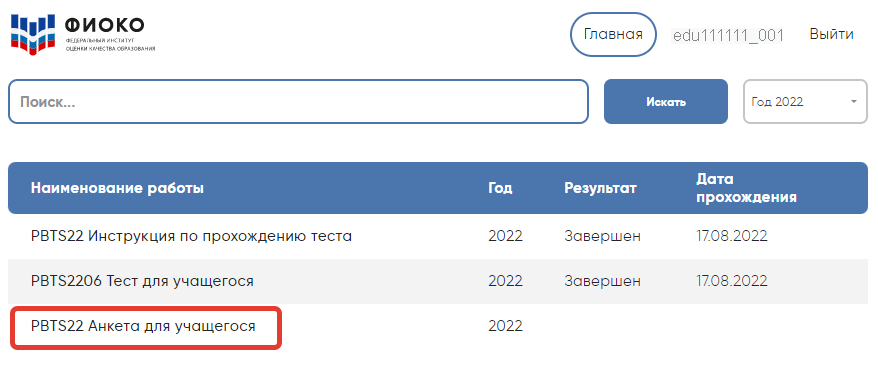 ФИОКО
ФЕДЕРАЛЬНЫЙ ИНСТИТУТ
ОЦЕНКИ КАЧЕСТВА ОБРАЗОВАНИЯ
Главная edu111111_001 Выйти
Поиск... Искать Год 2022
Наименование работы Год Результат Дата прохождения
PBTS22 Инструкция по прохождению теста 2022 Завершен 17.08.2022
PBTS2206 Тест для учащегося 2022 Завершен 17.08.2022
PBTS22 Анкета для учащегося 2022